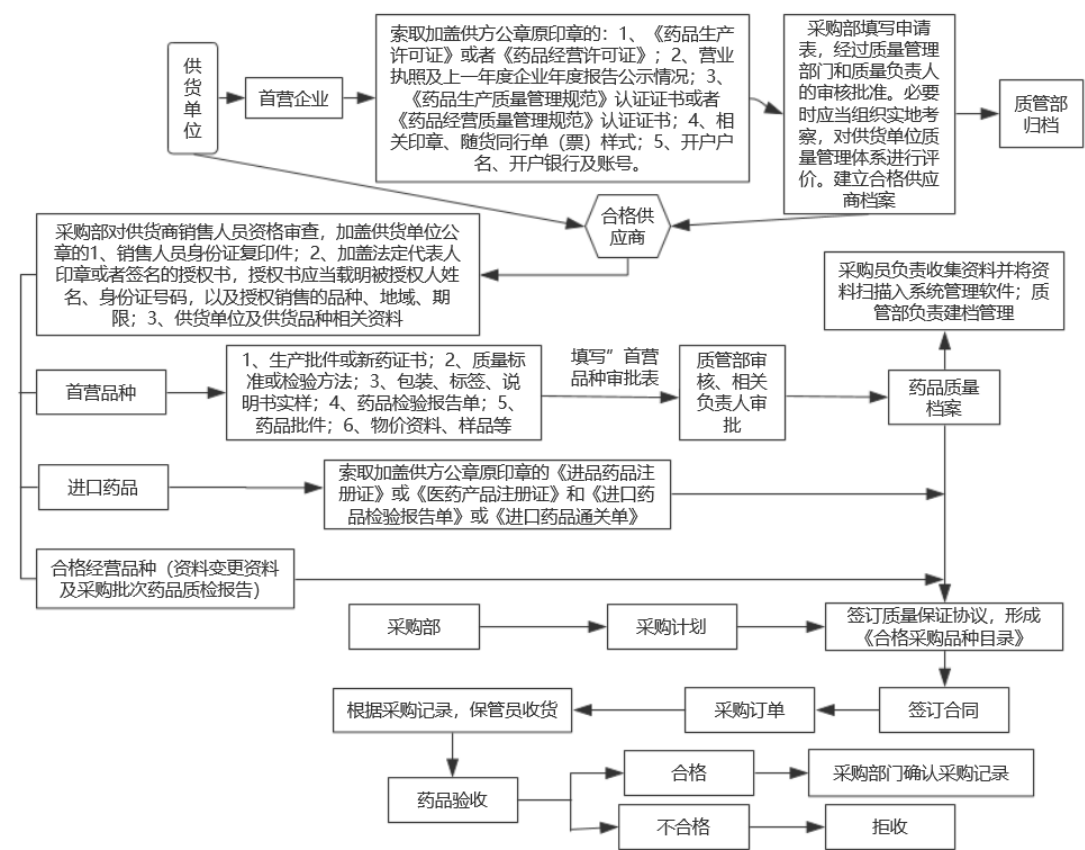 供
货
单
位
首营企业
索取加盖供方公章原印章的：1、《药品生产
许可证》或者《药品经营许可证》；2、营业
执照及上一年度企业年度报告公示情况；3、
《药品生产质量管理规范》认证证书或者
《药品经营质量管理规范》认证证书；4、相
关印章、随货同行单（票）样式；5、开户户
名、开户银行及账号。
采购部填写申请
表，经过质量管理
部门和质量负责人
的审核批准。必要
时应当组织实地考
察，对供货单位质
量管理体系进行评
价。建立合格供应
商档案
质管部
归档
合格供
应商
采购部对供货商销售人员资格审查，加盖供货单位公
章的1、销售人员身份证复印件；2、加盖法定代表人
印章或者签名的授权书，授权书应当载明被授权人姓
名、身份证号码，以及授权销售的品种、地域、期
限；3、供货单位及供货品种相关资料
采购员负责收集资料并将资
料扫描入系统管理软件；质
管部负责建档管理
首营品种
1、生产批件或新药证书；2、质量标
准或检验方法；3、包装、标签、说
明书实样；4、药品检验报告单；5、
药品批件；6、物价资料、样品等
填写”首营
品种审批表
质管部审
核、相关
负责人审
批
药品质量
档案
进口药品
索取加盖供方公章原印章的《进品药品注
册证》或《医药产品注册证》和《进口药
品检验报告单》或《进口药品通关单》
合格经营品种（资料变更资料
及采购批次药品质检报告）
采购部
采购计划
签订质量保证协议，形成
《合格采购品种目录》
根据采购记录，保管员收货
采购订单
签订合同
药品验收
合格
采购部门确认采购记录
不合格
拒收